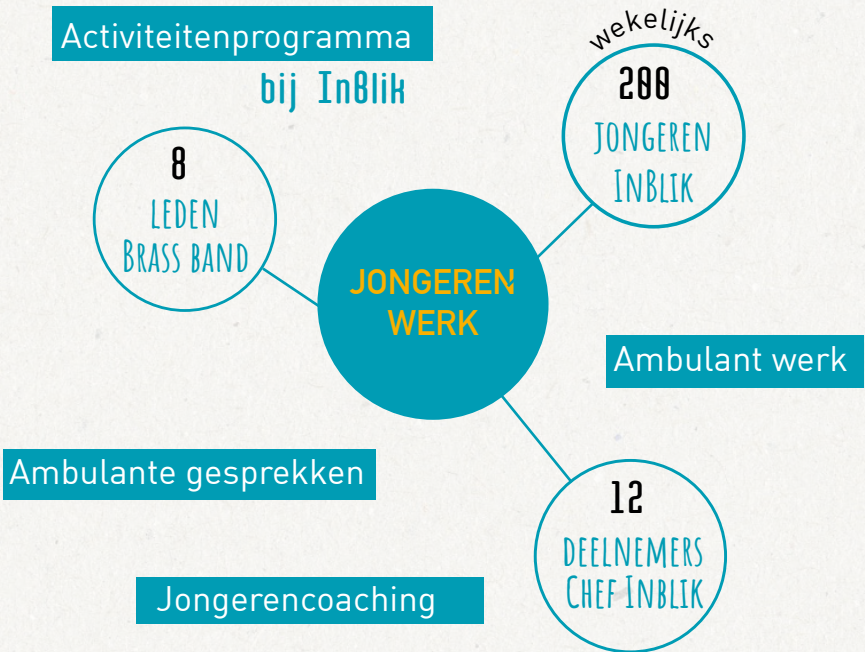 Activiteitenprogramma
bij InBlik
wekelijks
200
JONGEREN
INBLIK
8
LEDEN
BRASS BAND
JONGEREN
WERK
Ambulant werk
Ambulante gesprekken
12
DEELNEMERS
CHEF INBLIK
Jongerencoaching